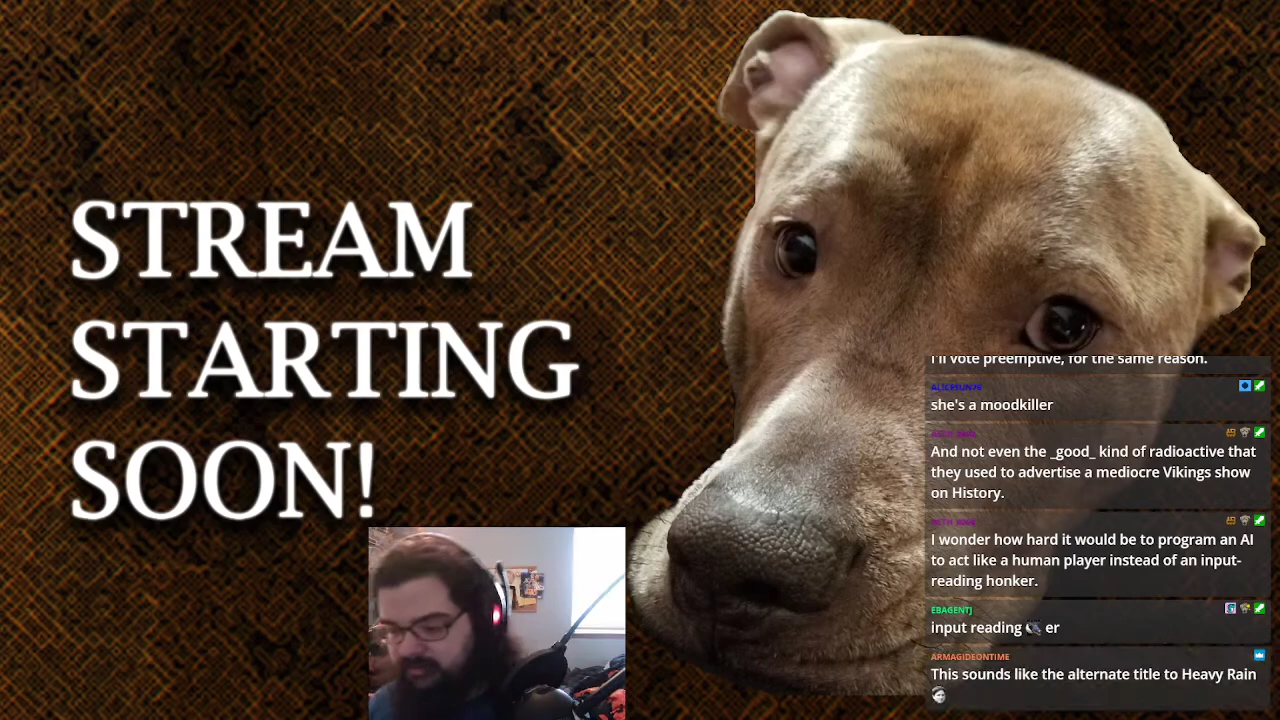 STREAM
STARTING
SOON!
I'll vote preemptive, for the same reason.
she's a moodkiller
And not even the _good_ kind of radioactive that
they used to advertise a mediocre Vikings show
on History.
I wonder how hard it would be to program an AI
to act like a human player instead of an input-
reading honker.
EBAGENTJ
input reading er
ARMAGIDEONTIME
This sounds like the alternate title to Heavy Rain